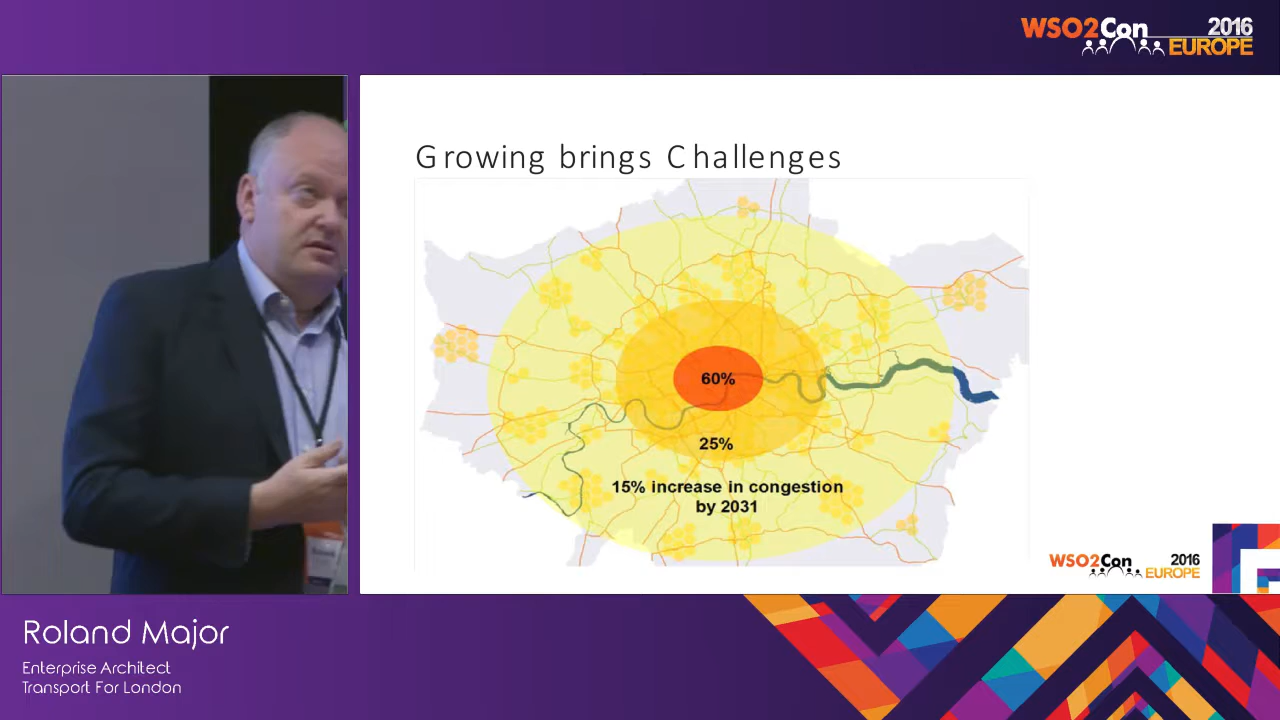 WSO2Con 2016
EUROPE
Growing brings Challenges
60%
25%
15% increase in congestion
by 2031
WSO2Con 2016
EUROPE
Roland Major
Enterprise Architect
Transport For London